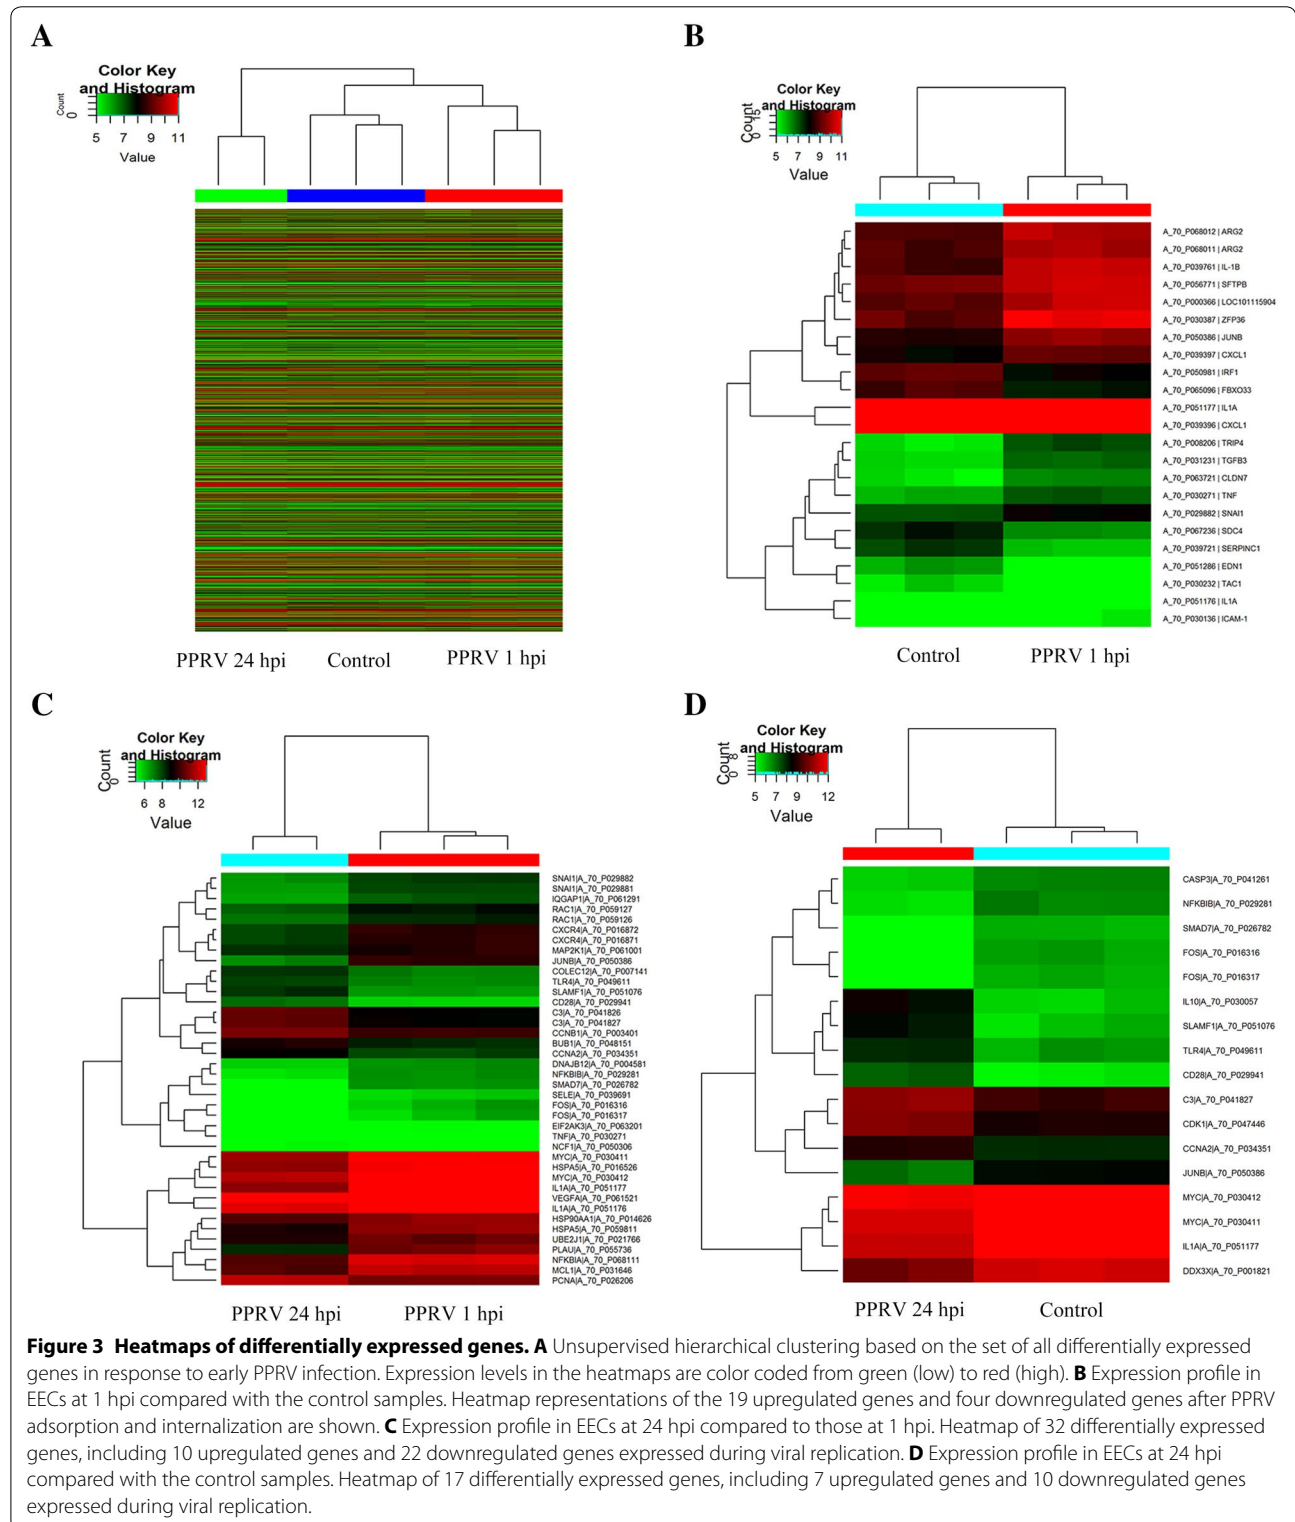 A
Color Key
and Histogram
Count
0
5 7 9 11
Value
PPRV 24 hpi Control PPRV 1 hpi
B
Color Key
and Histogram
Count
0 15
5 7 9 11
Value
A_70_P068012 | ARG2
A_70_P068011 | ARG2
A_70_P039761 | IL-1B
A_70_P056771 | SFTPB
A_70_P000366 | LOC101115904
A_70_P030387 | ZFP36
A_70_P050386 | JUNB
A_70_P039397 | CXCL1
A_70_P050981 | IRF1
A_70_P065096 | FBXO33
A_70_P051177 | IL1A
A_70_P039396 | CXCL1
A_70_P008206 | TRIP4
A_70_P031231 | TGFB3
A_70_P063721 | CLDN7
A_70_P030271 | TNF
A_70_P029882 | SNAI1
A_70_P067236 | SDC4
A_70_P039721 | SERPINC1
A_70_P051286 | EDN1
A_70_P030232 | TAC1
A_70_P051176 | IL1A
A_70_P030136 | ICAM-1
Control PPRV 1 hpi
C
Color Key
and Histogram
Count
0
6 8 12
Value
SNAI1|A_70_P029882
SNAI1|A_70_P029881
IQGAP1|A_70_P061291
RAC1|A_70_P059127
RAC1|A_70_P059126
CXCR4|A_70_P016872
CXCR4|A_70_P016871
MAP2K1|A_70_P061001
JUNB|A_70_P050386
COLEC12|A_70_P007141
TLR4|A_70_P049611
SLAMF1|A_70_P051076
CD28|A_70_P029941
C3|A_70_P041826
C3|A_70_P041827
CCNB1|A_70_P003401
BUB1|A_70_P048151
CCNA2|A_70_P034351
DNAJB12|A_70_P004581
NFKBIB|A_70_P029281
SMAD7|A_70_P026782
SELE|A_70_P039691
FOS|A_70_P016316
FOS|A_70_P016317
EIF2AK3|A_70_P063201
TNF|A_70_P030271
NCF1|A_70_P050306
MYC|A_70_P030411
HSPA5|A_70_P016526
MYC|A_70_P030412
IL1A|A_70_P051177
VEGFA|A_70_P061521
IL1A|A_70_P051176
HSP90AA1|A_70_P014626
HSPA5|A_70_P059811
UBE2J1|A_70_P021766
PLAU|A_70_P055736
NFKBIA|A_70_P068111
MCL1|A_70_P031646
PCNA|A_70_P026206
PPRV 24 hpi PPRV 1 hpi
D
Color Key
and Histogram
Count
0 8
5 7 9 12
Value
CASP3|A_70_P041261
NFKBIB|A_70_P029281
SMAD7|A_70_P026782
FOS|A_70_P016316
FOS|A_70_P016317
IL10|A_70_P030057
SLAMF1|A_70_P051076
TLR4|A_70_P049611
CD28|A_70_P029941
C3|A_70_P041827
CDK1|A_70_P047446
CCNA2|A_70_P034351
JUNB|A_70_P050386
MYC|A_70_P030412
MYC|A_70_P030411
IL1A|A_70_P051177
DDX3X|A_70_P001821
PPRV 24 hpi Control
Figure 3 Heatmaps of differentially expressed genes. A Unsupervised hierarchical clustering based on the set of all differentially expressed
genes in response to early PPRV infection. Expression levels in the heatmaps are color coded from green (low) to red (high). B Expression profile in
EECs at 1 hpi compared with the control samples. Heatmap representations of the 19 upregulated genes and four downregulated genes after PPRV
adsorption and internalization are shown. C Expression profile in EECs at 24 hpi compared to those at 1 hpi. Heatmap of 32 differentially expressed
genes, including 10 upregulated genes and 22 downregulated genes expressed during viral replication. D Expression profile in EECs at 24 hpi
compared with the control samples. Heatmap of 17 differentially expressed genes, including 7 upregulated genes and 10 downregulated genes
expressed during viral replication.